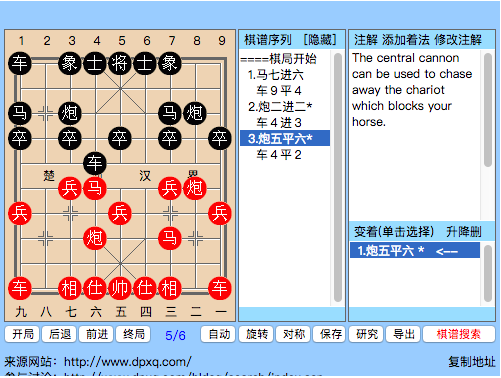 1 2 3 4 5 6 7 8 9
车 象 士 将 士 象
马 炮 马 炮
卒 卒 卒 卒 卒
车
楚 汉 界
兵 马 兵 炮
兵 兵 兵
炮 马
车 相 仕 帅 仕 相 车
九 八 七 六 五 四 三 二 一
棋谱序列 [隐藏]
====棋局开始
1.马七进六
车９平４
2.炮二进二*
车４进３
3.炮五平六*
车４平２
注解 添加着法 修改注解
The central cannon
can be used to chase
away the chariot
which blocks your
horse.
变着(单击选择) 升降删
1.炮五平六 * <--
开局 后退 前进 终局 5/6 自动 旋转 对称 保存 研究 导出 棋谱搜索
来源网站：http://www.dpxq.com/ 复制地址